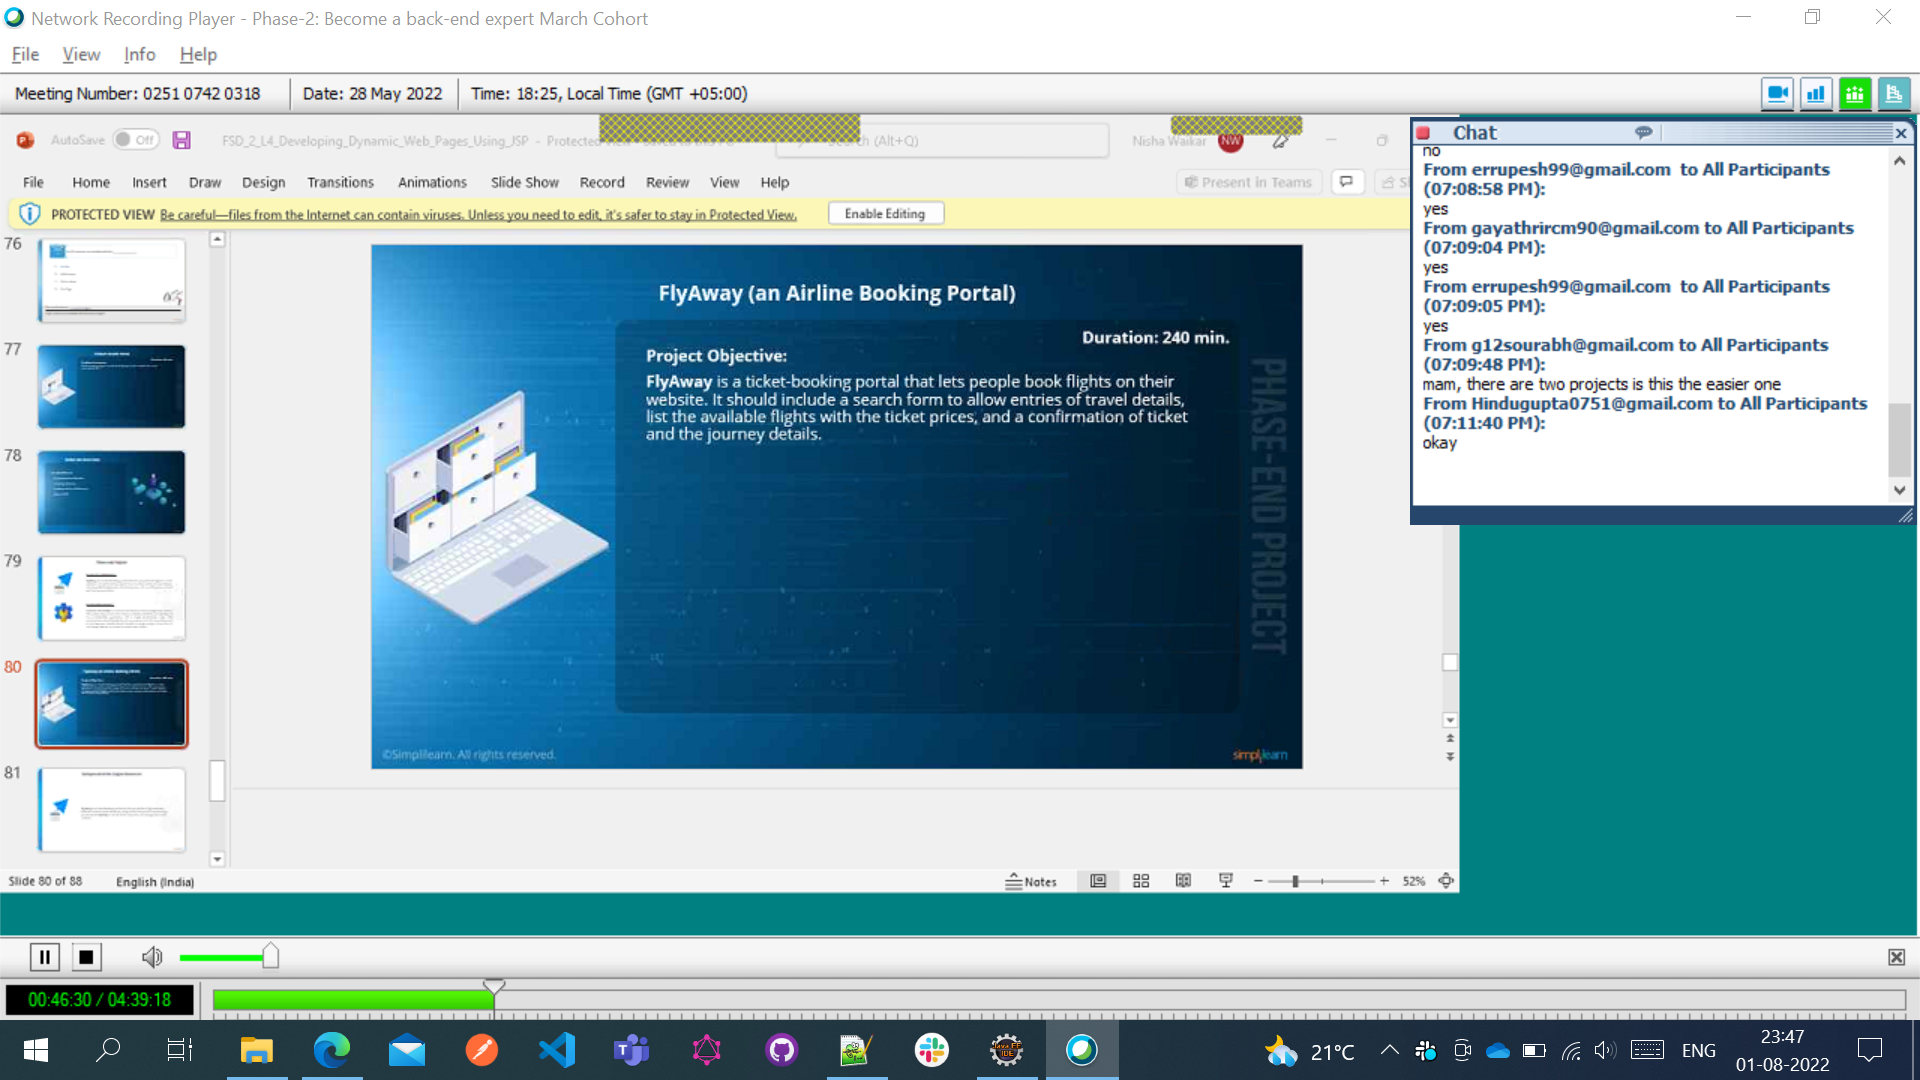 Network Recording Player - Phase-2: Become a back-end expert March Cohort
File View Info Help
Meeting Number: 0251 0742 0318 Date: 28 May 2022 Time: 18:25, Local Time (GMT +05:00)
AutoSave Off FSD_2_L4_Developing_Dynamic_Web_Pages_Using_JSP - Protected (Alt+Q) Nisha Waikar NW
File Home Insert Draw Design Transitions Animations Slide Show Record Review View Help Present in Teams
PROTECTED VIEW Be careful—files from the Internet can contain viruses. Unless you need to edit, it's safer to stay in Protected View. Enable Editing
76
77
78
79
80
81
FlyAway (an Airline Booking Portal)
Duration: 240 min.
Project Objective:
FlyAway is a ticket-booking portal that lets people book flights on their
website. It should include a search form to allow entries of travel details,
list the available flights with the ticket prices, and a confirmation of ticket
and the journey details.
PHASE-END PROJECT
©Simplilearn. All rights reserved.
simplilearn
Slide 80 of 88 English (India) Notes 52%
Chat
no
From errupesh99@gmail.com to All Participants
(07:08:58 PM):
yes
From gayathrircm90@gmail.com to All Participants
(07:09:04 PM):
yes
From errupesh99@gmail.com to All Participants
(07:09:05 PM):
yes
From g12sourabh@gmail.com to All Participants
(07:09:48 PM):
mam, there are two projects is this the easier one
From Hindugupta0751@gmail.com to All Participants
(07:11:40 PM):
okay
00:46:30 / 04:39:18
21°C ENG 23:47
01-08-2022